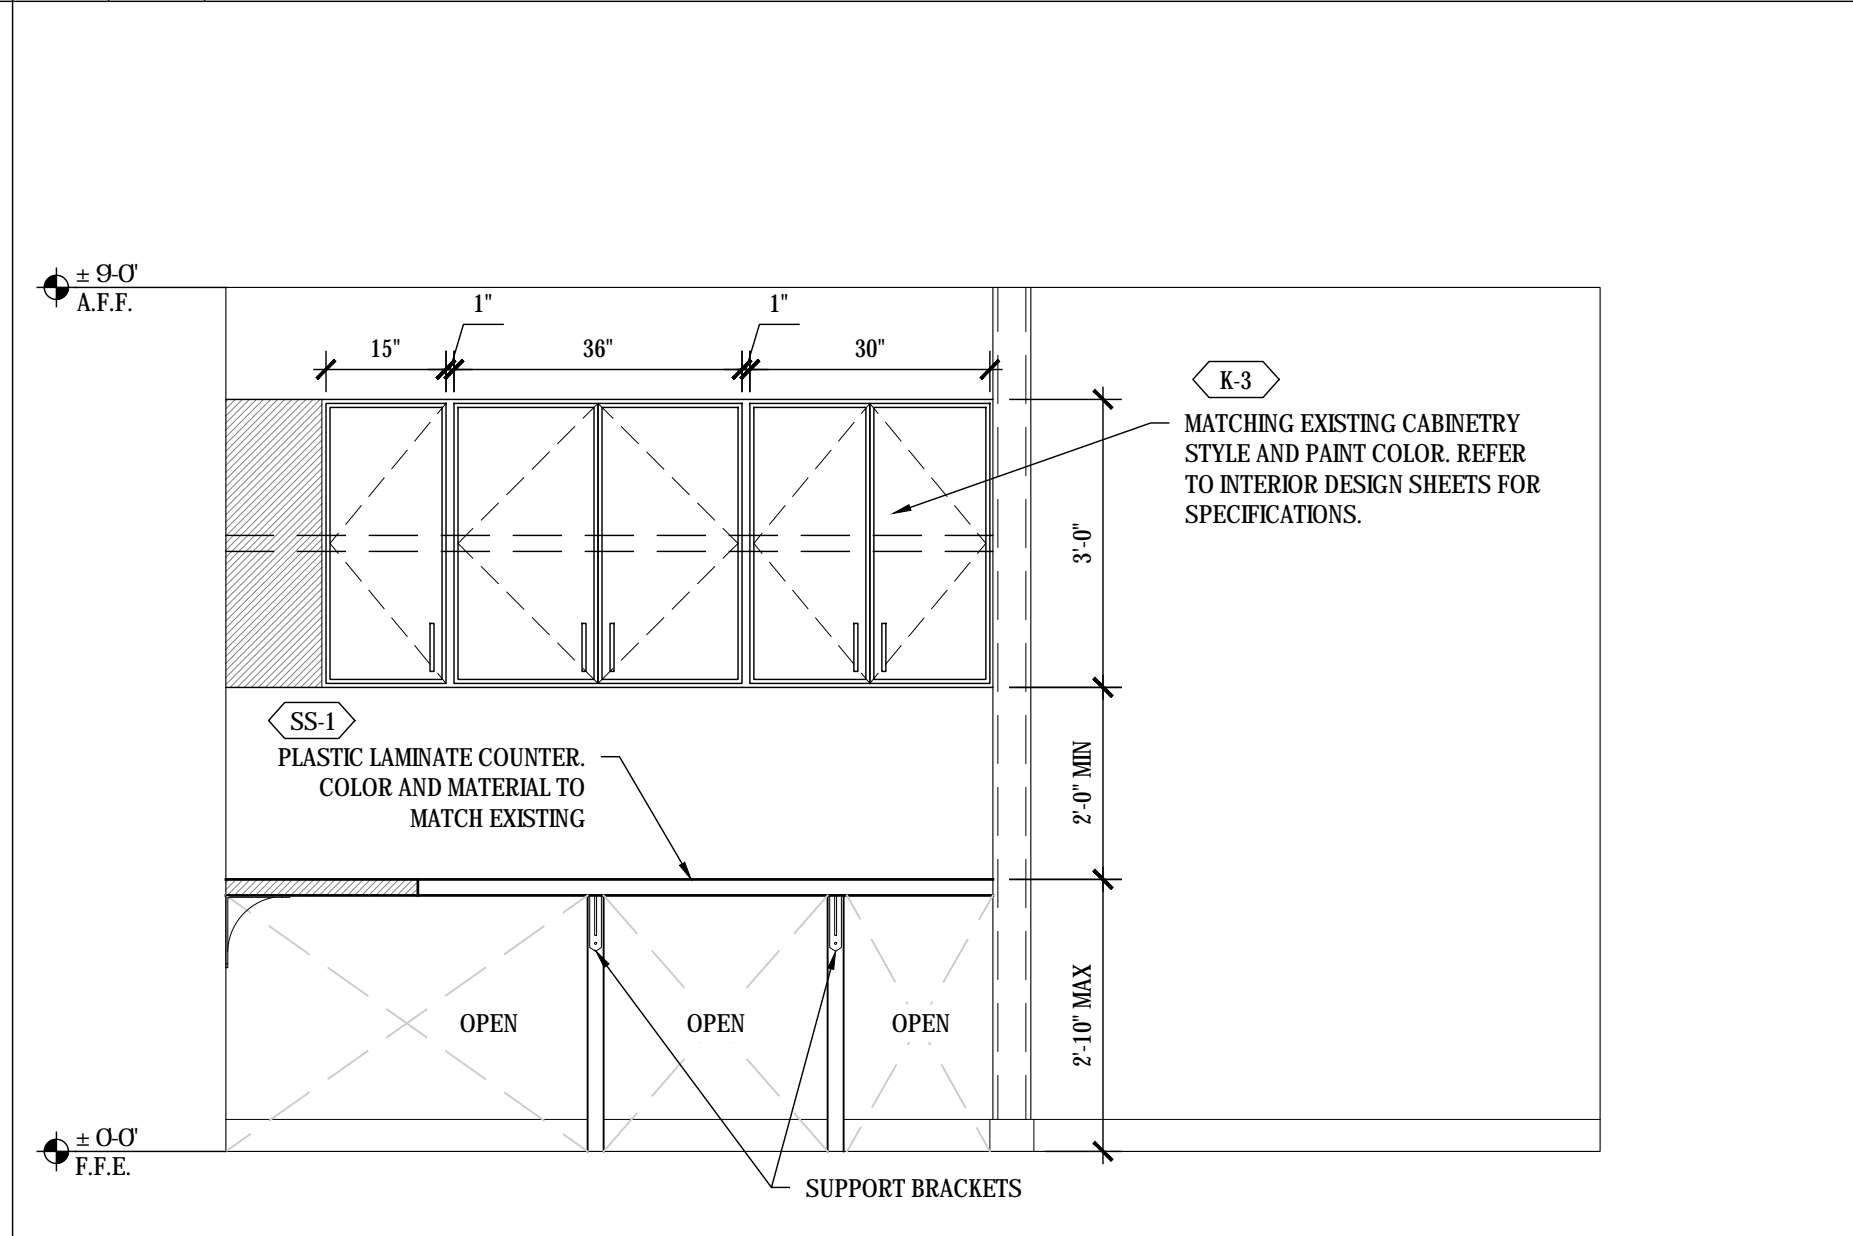 ± 9'-0"
A.F.F.
1"
1"
15"
36"
30"
K-3
MATCHING EXISTING CABINETRY
STYLE AND PAINT COLOR. REFER
TO INTERIOR DESIGN SHEETS FOR
SPECIFICATIONS.
3'-0"
SS-1
PLASTIC LAMINATE COUNTER.
COLOR AND MATERIAL TO
MATCH EXISTING
2'-0" MIN
OPEN
OPEN
OPEN
2'-10" MAX
± 0'-0"
F.F.E.
SUPPORT BRACKETS